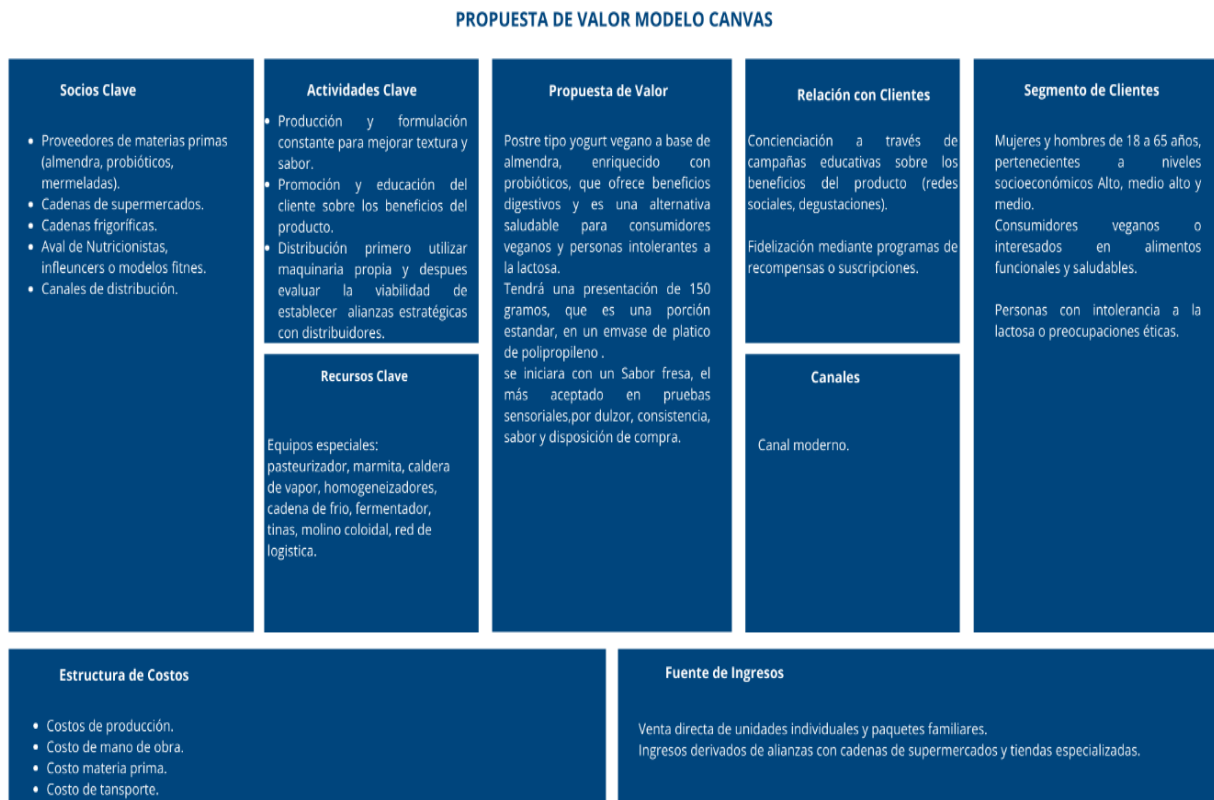 PROPUESTA DE VALOR MODELO CANVAS
Socios Clave
• Proveedores de materias primas
(almendra, probióticos,
mermeladas).
• Cadenas de supermercados.
• Cadenas frigoríficas.
• Aval de Nutricionistas,
infleuncers o modelos fitnes.
• Canales de distribución.
Actividades Clave
• Producción y formulación
constante para mejorar textura y
sabor.
• Promoción y educación del
cliente sobre los beneficios del
producto.
• Distribución primero utilizar
maquinaria propia y despues
evaluar la viabilidad de
establecer alianzas estratégicas
con distribuidores.
Recursos Clave
Equipos especiales:
pasteurizador, marmita, caldera
de vapor, homogeneizadores,
cadena de frio, fermentador,
tinas, molino coloidal, red de
logistica.
Propuesta de Valor
Postre tipo yogurt vegano a base de
almendra, enriquecido con
probióticos, que ofrece beneficios
digestivos y es una alternativa
saludable para consumidores
veganos y personas intolerantes a
la lactosa.
Tendrá una presentación de 150
gramos, que es una porción
estandar, en un emvase de platico
de polipropileno .
se iniciara con un Sabor fresa, el
más aceptado en pruebas
sensoriales,por dulzor, consistencia,
sabor y disposición de compra.
Relación con Clientes
Concienciación a través de
campañas educativas sobre los
beneficios del producto (redes
sociales, degustaciones).
Fidelización mediante programas de
recompensas o suscripciones.
Canales
Canal moderno.
Segmento de Clientes
Mujeres y hombres de 18 a 65 años,
pertenecientes a niveles
socioeconómicos Alto, medio alto y
medio.
Consumidores veganos o
interesados en alimentos
funcionales y saludables.
Personas con intolerancia a la
lactosa o preocupaciones éticas.
Estructura de Costos
• Costos de producción.
• Costo de mano de obra.
• Costo materia prima.
• Costo de tansporte.
Fuente de Ingresos
Venta directa de unidades individuales y paquetes familiares.
Ingresos derivados de alianzas con cadenas de supermercados y tiendas especializadas.